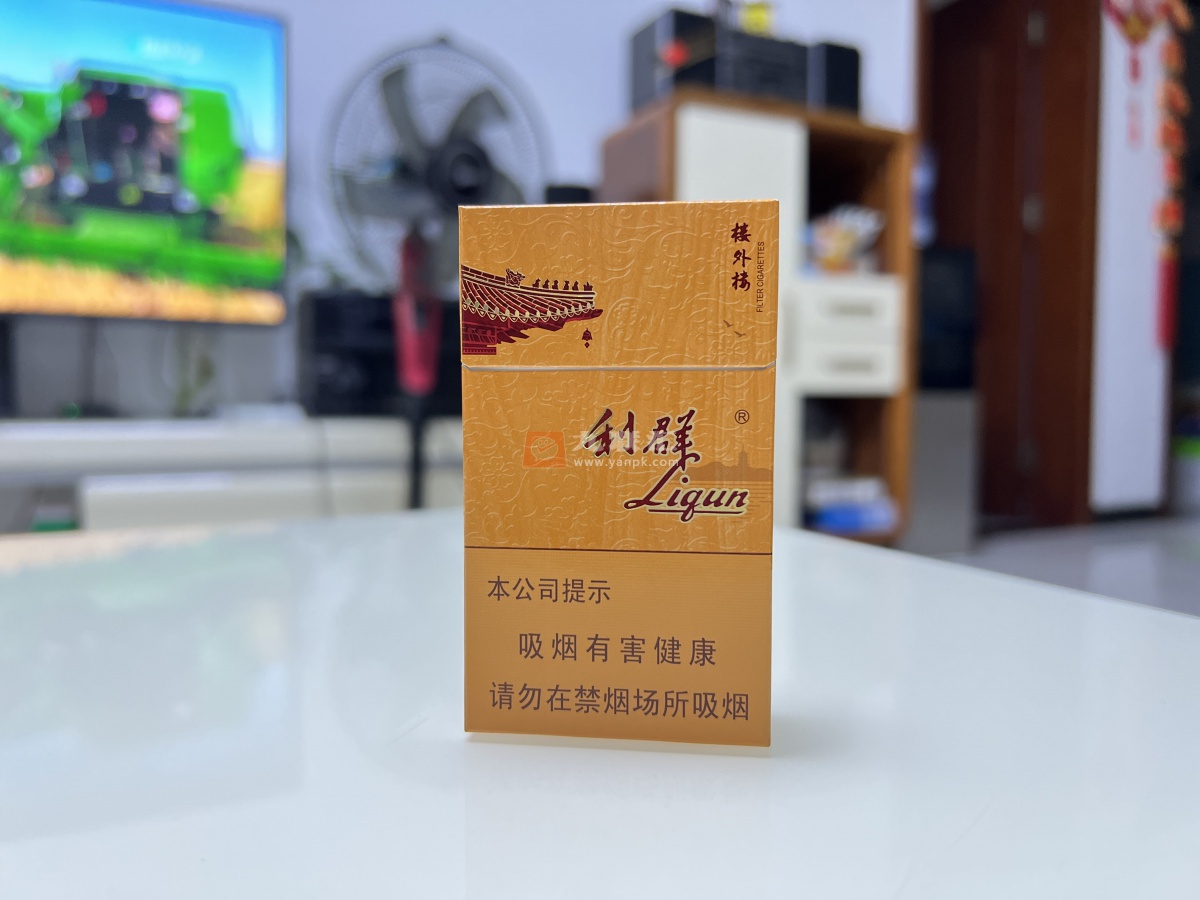 楼外楼
FILTER CIGARETTES
利群
®
www.yanpk.com
Liqun
本公司提示
吸烟有害健康
请勿在禁烟场所吸烟